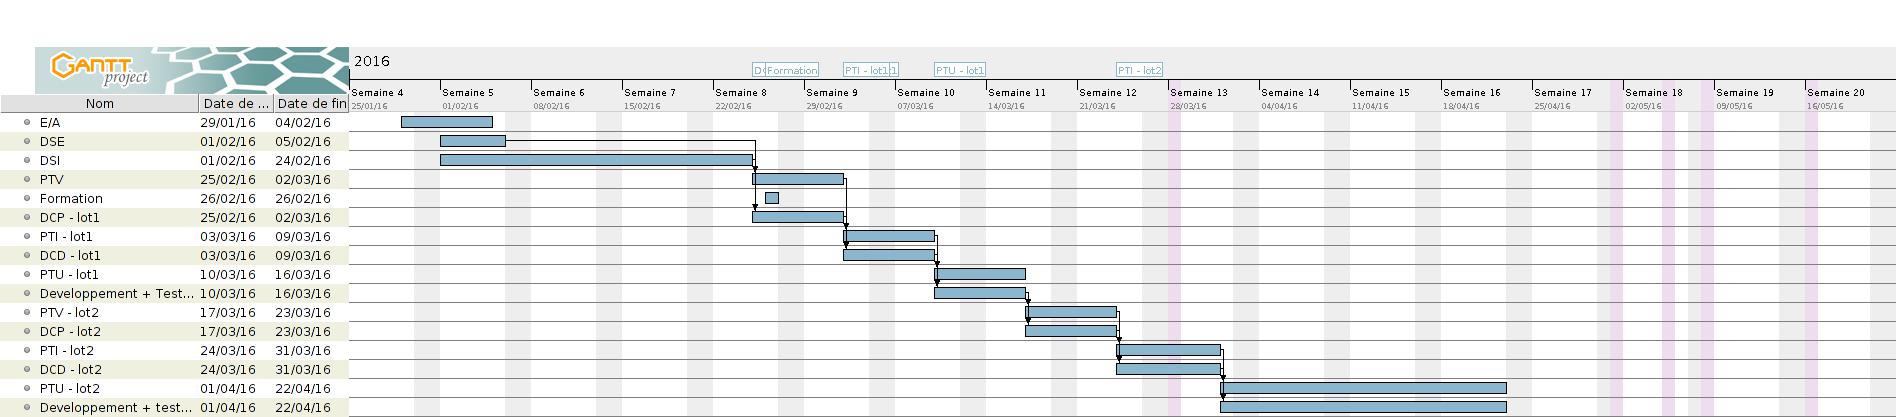 GANTT
project
2016
D Formation PTI - lot1 1 PTU - lot1 PTI - lot2
Semaine 4 Semaine 5 Semaine 6 Semaine 7 Semaine 8 Semaine 9 Semaine 10 Semaine 11 Semaine 12 Semaine 13 Semaine 14 Semaine 15 Semaine 16 Semaine 17 Semaine 18 Semaine 19 Semaine 20
Nom Date de ... Date de fin 25/01/16 01/02/16 08/02/16 15/02/16 22/02/16 29/02/16 07/03/16 14/03/16 21/03/16 28/03/16 04/04/16 11/04/16 18/04/16 25/04/16 02/05/16 09/05/16 16/05/16
E/A 29/01/16 04/02/16
DSE 01/02/16 05/02/16
DSI 01/02/16 24/02/16
PTV 25/02/16 02/03/16
Formation 26/02/16 26/02/16
DCP - lot1 25/02/16 02/03/16
PTI - lot1 03/03/16 09/03/16
DCD - lot1 03/03/16 09/03/16
PTU - lot1 10/03/16 16/03/16
Developpement + Test... 10/03/16 16/03/16
PTV - lot2 17/03/16 23/03/16
DCP - lot2 17/03/16 23/03/16
PTI - lot2 24/03/16 31/03/16
DCD - lot2 24/03/16 31/03/16
PTU - lot2 01/04/16 22/04/16
Developpement + test... 01/04/16 22/04/16